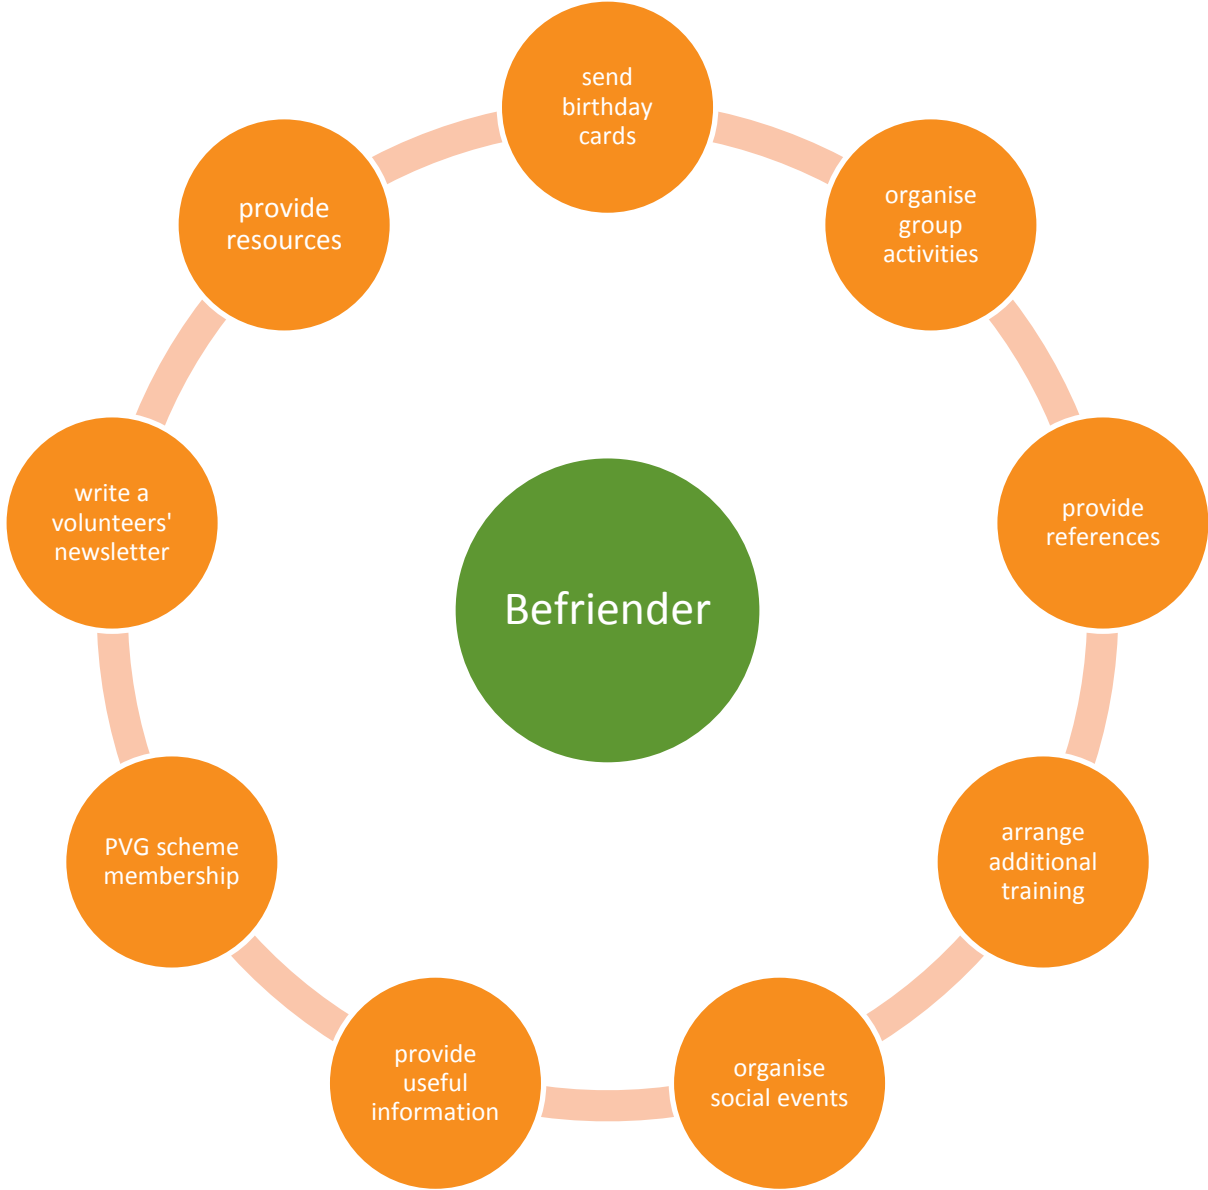 send
birthday
cards
organise
group
activities
provide
references
arrange
additional
training
organise
social events
provide
useful
information
PVG scheme
membership
write a
volunteers'
newsletter
provide
resources
Befriender